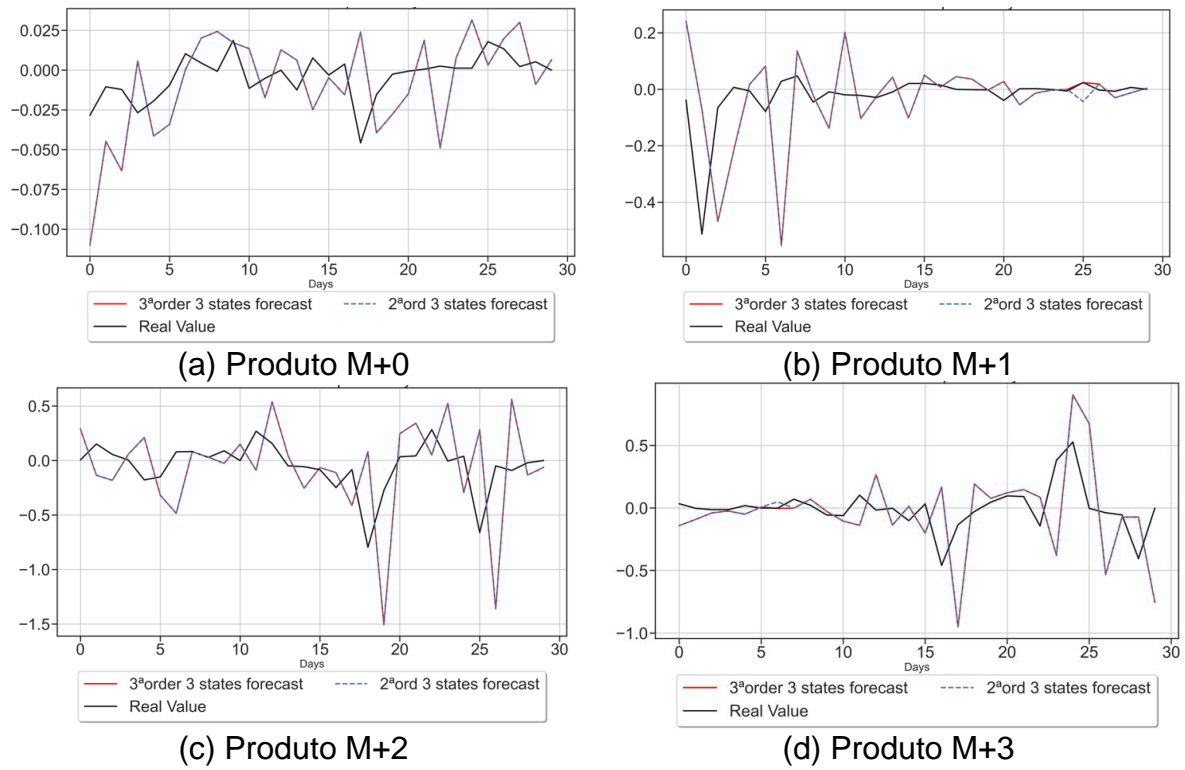 0.025
0.000
−0.025
−0.050
−0.075
−0.100
0 5 10 15 20 25 30
Days
3ªorder 3 states forecast 2ªord 3 states forecast
Real Value
(a) Produto M+0
0.2
0.0
−0.2
−0.4
0 5 10 15 20 25 30
Days
3ªorder 3 states forecast 2ªord 3 states forecast
Real Value
(b) Produto M+1
0.5
0.0
−0.5
−1.0
−1.5
0 5 10 15 20 25 30
Days
3ªorder 3 states forecast 2ªord 3 states forecast
Real Value
(c) Produto M+2
0.5
0.0
−0.5
−1.0
0 5 10 15 20 25 30
Days
3ªorder 3 states forecast 2ªord 3 states forecast
Real Value
(d) Produto M+3